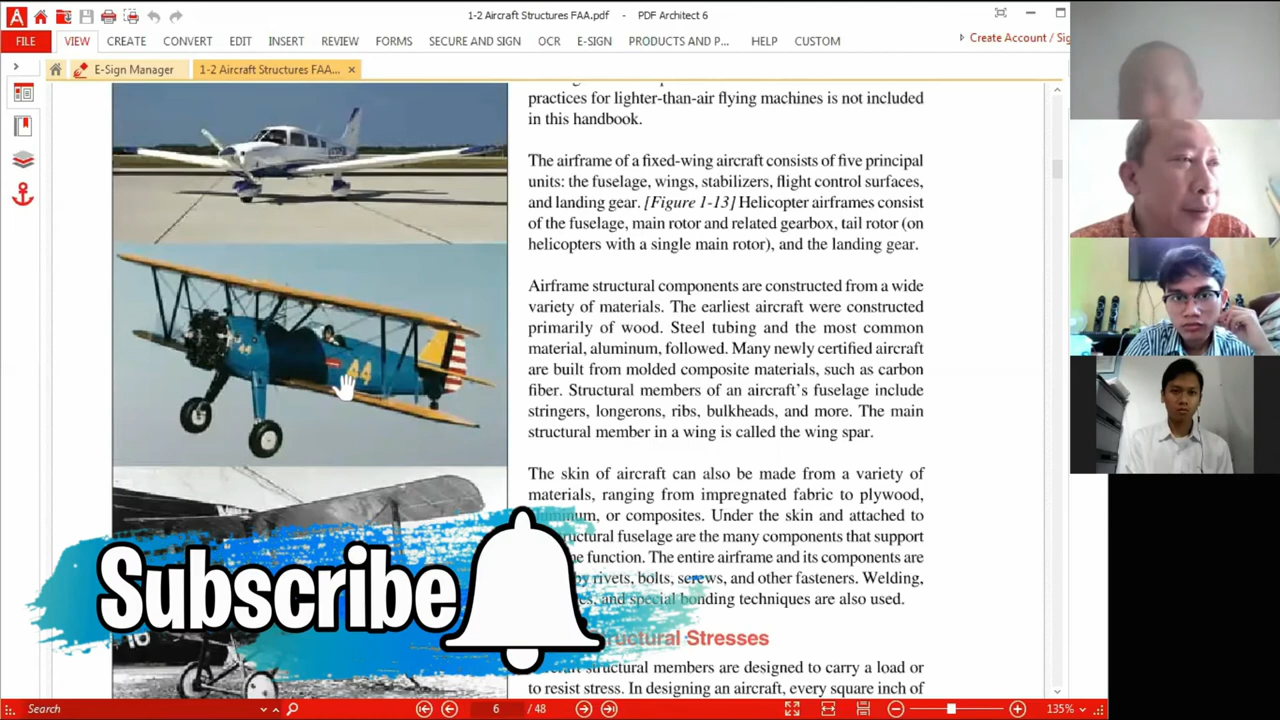 1-2 Aircraft Structures FAA.pdf - PDF Architect 6
FILE VIEW CREATE CONVERT EDIT INSERT REVIEW FORMS SECURE AND SIGN OCR E-SIGN PRODUCTS AND P... HELP CUSTOM Create Account / Sig
E-Sign Manager 1-2 Aircraft Structures FAA... ×
practices for lighter-than-air flying machines is not included
in this handbook.
The airframe of a fixed-wing aircraft consists of five principal
units: the fuselage, wings, stabilizers, flight control surfaces,
and landing gear. [Figure 1-13] Helicopter airframes consist
of the fuselage, main rotor and related gearbox, tail rotor (on
helicopters with a single main rotor), and the landing gear.
Airframe structural components are constructed from a wide
variety of materials. The earliest aircraft were constructed
primarily of wood. Steel tubing and the most common
material, aluminum, followed. Many newly certified aircraft
are built from molded composite materials, such as carbon
fiber. Structural members of an aircraft's fuselage include
stringers, longerons, ribs, bulkheads, and more. The main
structural member in a wing is called the wing spar.
The skin of aircraft can also be made from a variety of
materials, ranging from impregnated fabric to plywood,
or composites. Under the skin and attached to
fuselage are the many components that support
function. The entire airframe and its components are
by rivets, bolts, screws, and other fasteners. Welding,
and special bonding techniques are also used.
Stresses
structural members are designed to carry a load or
to resist stress. In designing an aircraft, every square inch of
44
44
Subscribe
Search 6 / 48 135%